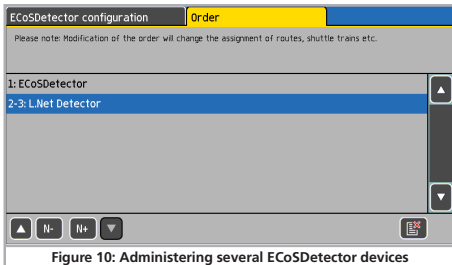 ECoSDetector configuration Order
Please note: Modification of the order will change the assignment of routes, shuttle trains etc.
1: ECoSDetector
2-3: L.Net Detector
N- N+
Figure 10: Administering several ECoSDetector devices